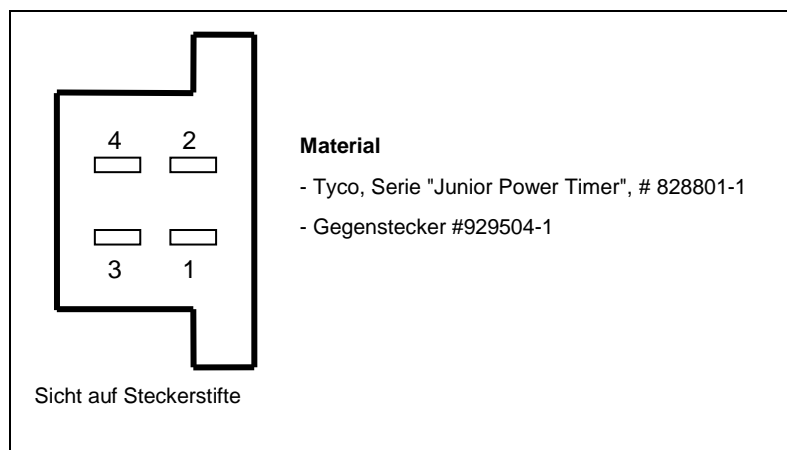 4 2
3 1
Material
- Tyco, Serie "Junior Power Timer", # 828801-1
- Gegenstecker #929504-1
Sicht auf Steckerstifte